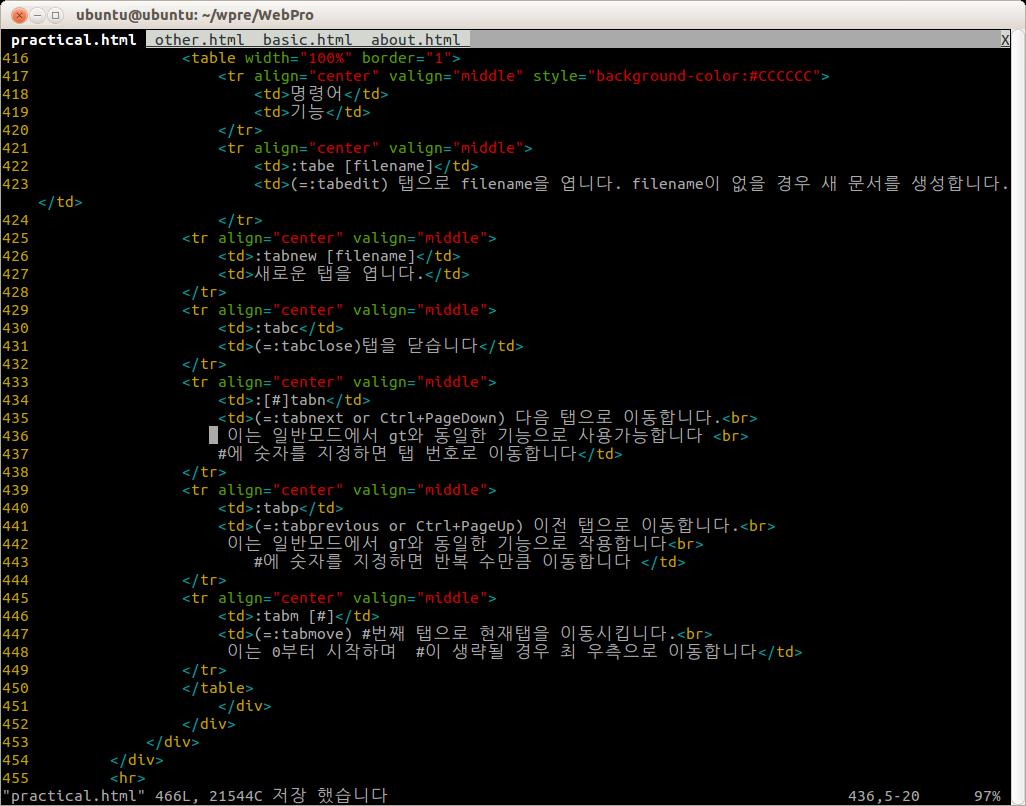 ubuntu@ubuntu: ~/wpre/WebPro
practical.html other.html basic.html about.html X
416 <table width="100%" border="1">
417 <tr align="center" valign="middle" style="background-color:#CCCCCC">
418 <td>명령어</td>
419 <td>기능</td>
420 </tr>
421 <tr align="center" valign="middle">
422 <td>:tabe [filename]</td>
423 <td>(=:tabedit) 탭으로 filename을 엽니다. filename이 없을 경우 새 문서를 생성합니다.
</td>
424 </tr>
425 <tr align="center" valign="middle">
426 <td>:tabnew [filename]</td>
427 <td>새로운 탭을 엽니다.</td>
428 </tr>
429 <tr align="center" valign="middle">
430 <td>:tabc</td>
431 <td>(=:tabclose)탭을 닫습니다</td>
432 </tr>
433 <tr align="center" valign="middle">
434 <td>:[#]tabn</td>
435 <td>(=:tabnext or Ctrl+PageDown) 다음 탭으로 이동합니다.<br>
436 이는 일반모드에서 gt와 동일한 기능으로 사용가능합니다 <br>
437 #에 숫자를 지정하면 탭 번호로 이동합니다</td>
438 </tr>
439 <tr align="center" valign="middle">
440 <td>:tabp</td>
441 <td>(=:tabprevious or Ctrl+PageUp) 이전 탭으로 이동합니다.<br>
442 이는 일반모드에서 gT와 동일한 기능으로 작용합니다<br>
443 #에 숫자를 지정하면 반복 수만큼 이동합니다 </td>
444 </tr>
445 <tr align="center" valign="middle">
446 <td>:tabm [#]</td>
447 <td>(=:tabmove) #번째 탭으로 현재탭을 이동시킵니다.<br>
448 이는 0부터 시작하며  #이 생략될 경우 최 우측으로 이동합니다</td>
449 </tr>
450 </table>
451 </div>
452 </div>
453 </div>
454 </div>
455 <hr>
"practical.html" 466L, 21544C 저장 했습니다 436,5-20 97%